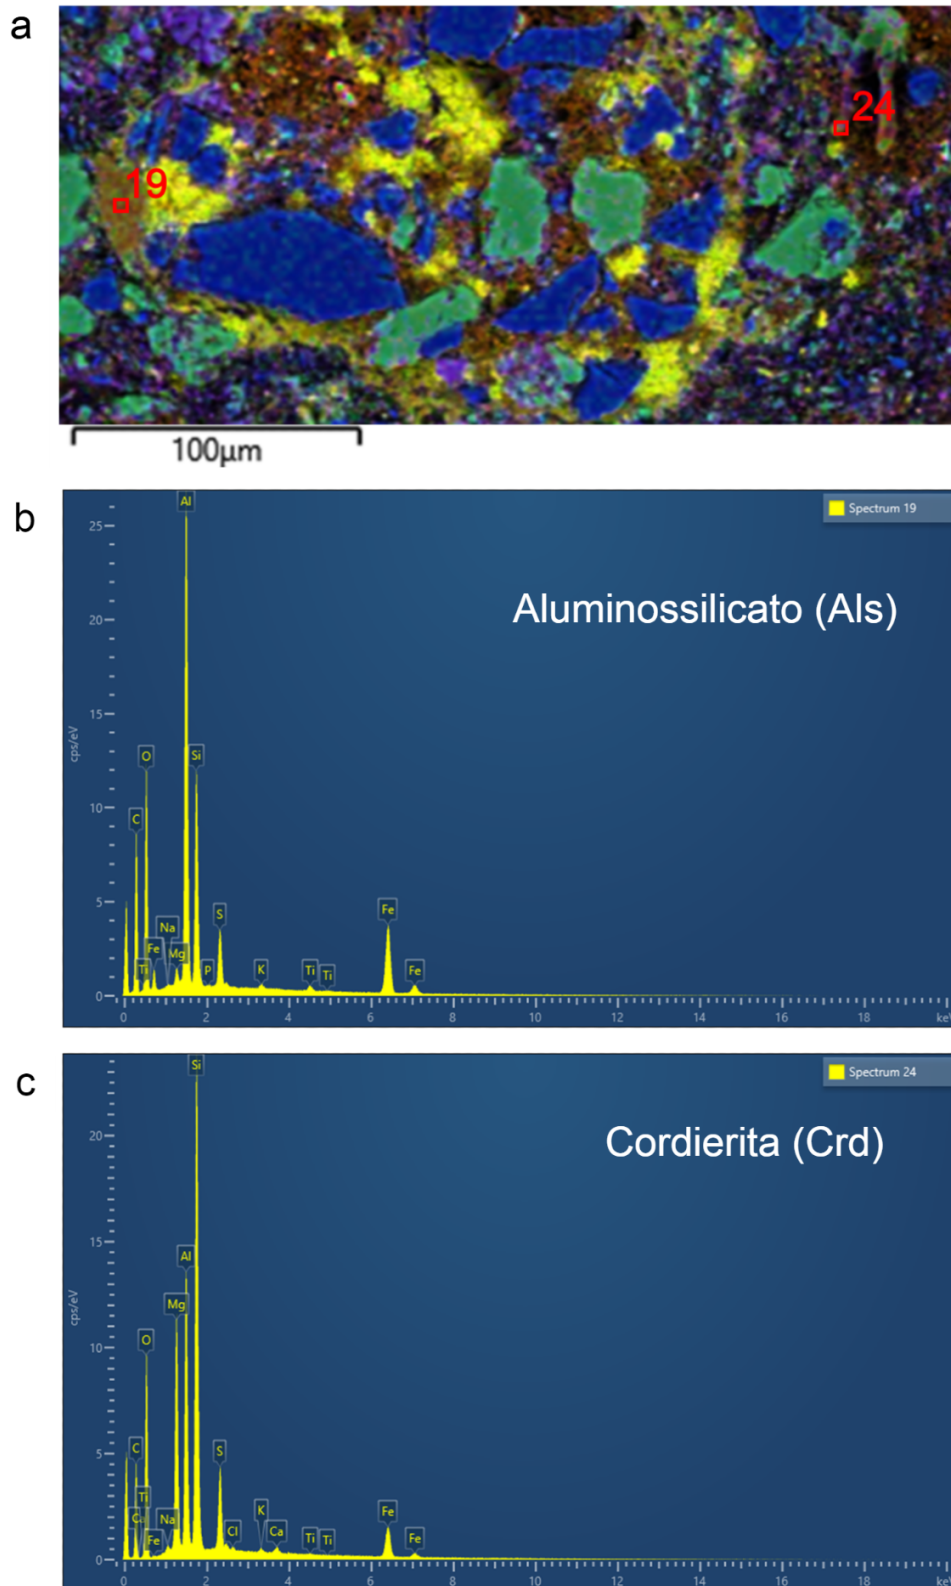 a
24
19
100µm
b
Spectrum 19
Aluminossilicato (Als)
Al
25
20
15
cps/eV
O
Si
10
C
5
Na
Fe
Mg
Ti
P
S
K
Ti
Ti
Fe
Fe
0
0 2 4 6 8 10 12 14 16 18 ke
c
Spectrum 24
Cordierita (Crd)
Si
20
15
Al
Mg
cps/eV
O
10
C
5
S
Ti
Ca
Na
Fe
Cl
K
Ca
Ti
Ti
Fe
Fe
0
0 2 4 6 8 10 12 14 16 18 ke